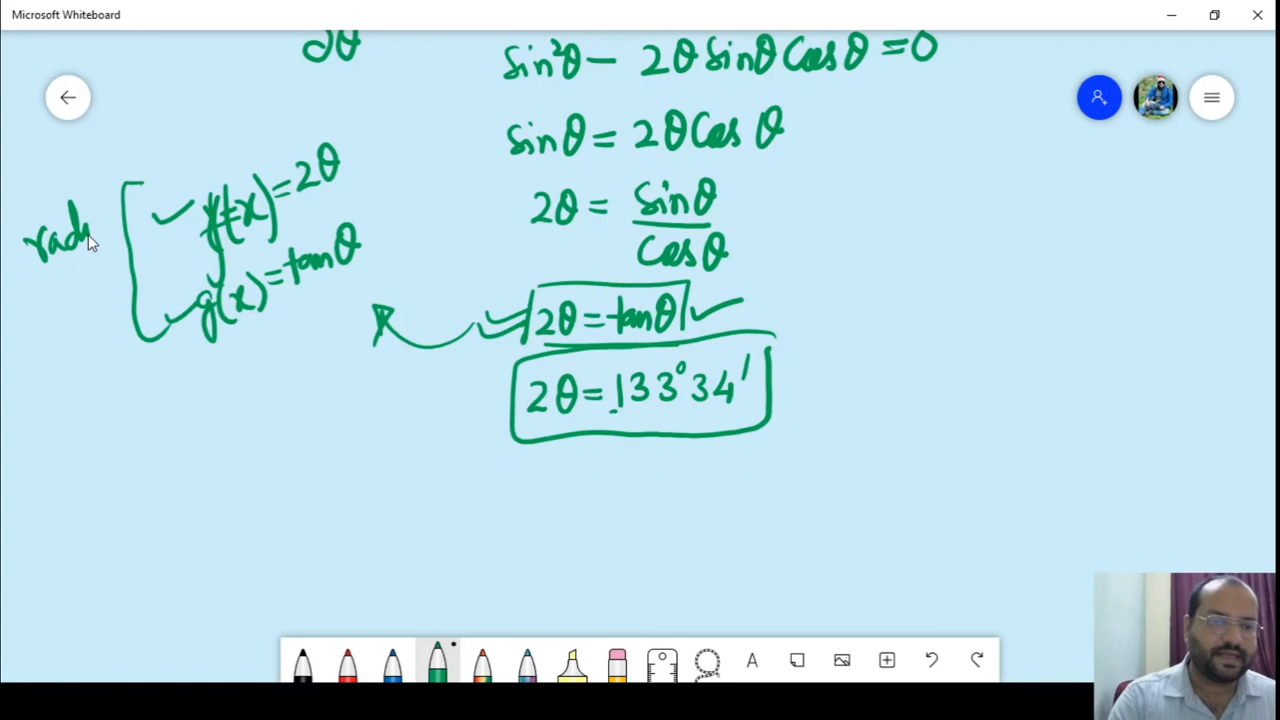 Microsoft Whiteboard
∂θ
sin²θ - 2θ sinθ cosθ = 0
sinθ = 2θ cosθ
2θ = sinθ / cosθ
2θ = tanθ
2θ = 133°34'
rad
f(x) = 2θ
g(x) = tanθ
A